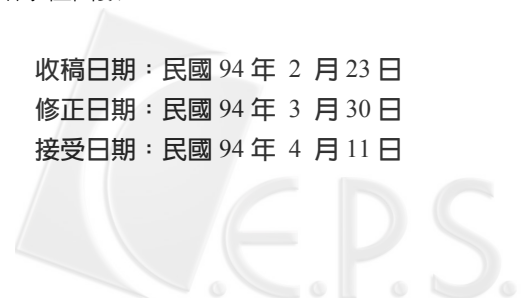 收稿日期：民國 94 年 2 月 23 日
修正日期：民國 94 年 3 月 30 日
接受日期：民國 94 年 4 月 11 日
C.E.P.S.